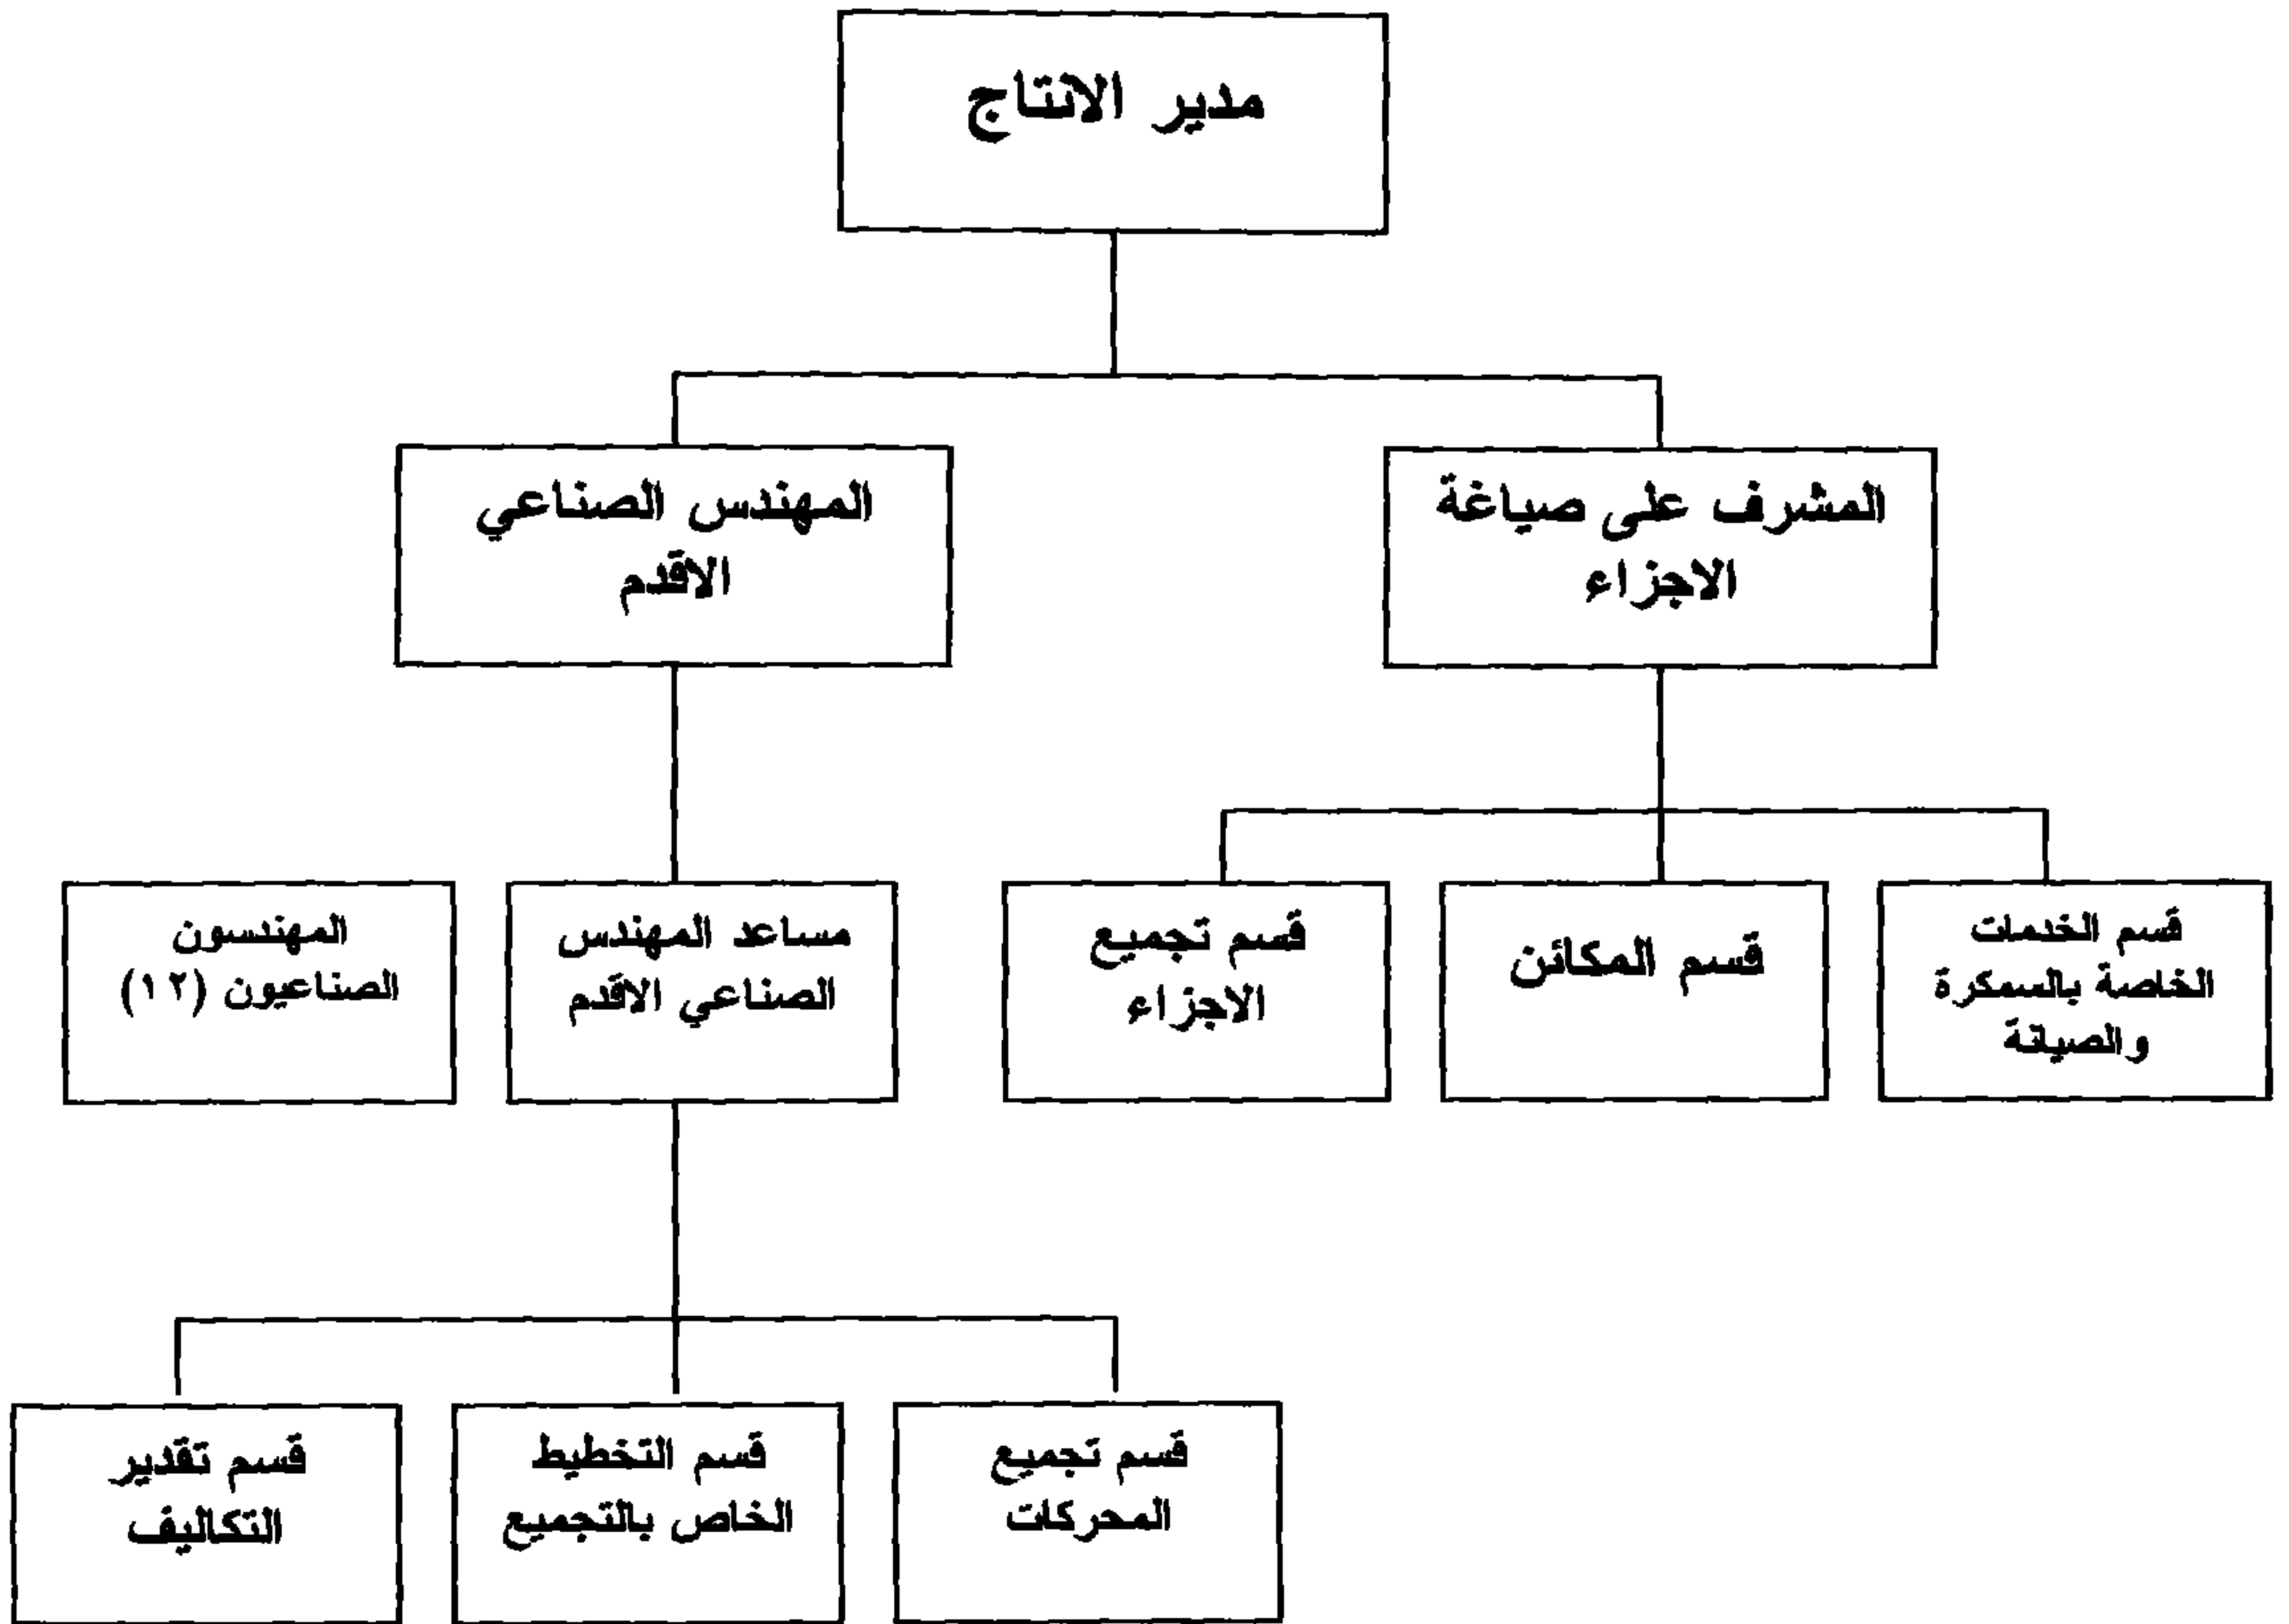 مدير الانتاج
المشرف على صياغة
الاجزاء
المهندس الصناعي
الاقدم
قسم الخدمات
الخاصة بالسمكرة
والصيانة
قسم المكائن
قسم تجميع
الاجزاء
مساعد المهندس
الصناعي الاقدم
المهندسون
الصناعيون (١٢)
قسم تجميع
المحركات
قسم التخطيط
الخاص بالتجميع
قسم تقدير
التكاليف